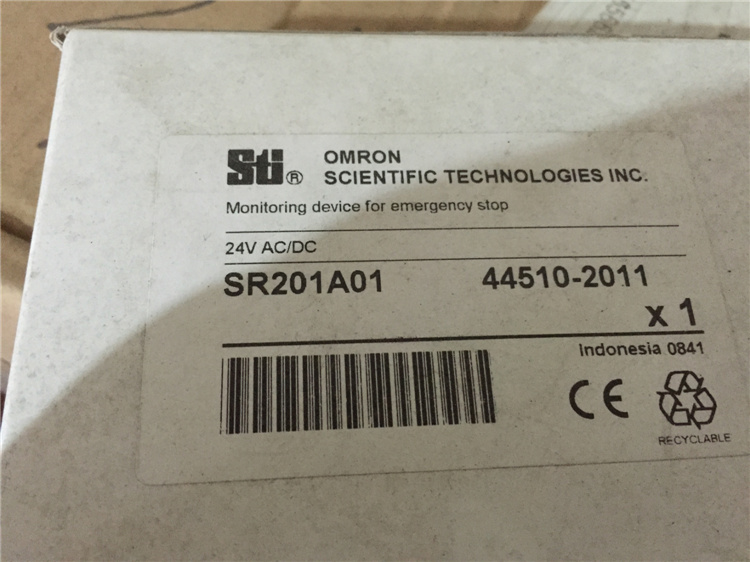 Sti® OMRON
SCIENTIFIC TECHNOLOGIES INC.
Monitoring device for emergency stop
24V AC/DC
SR201A01 44510-2011
x 1
Indonesia 0841
CE
RECYCLABLE